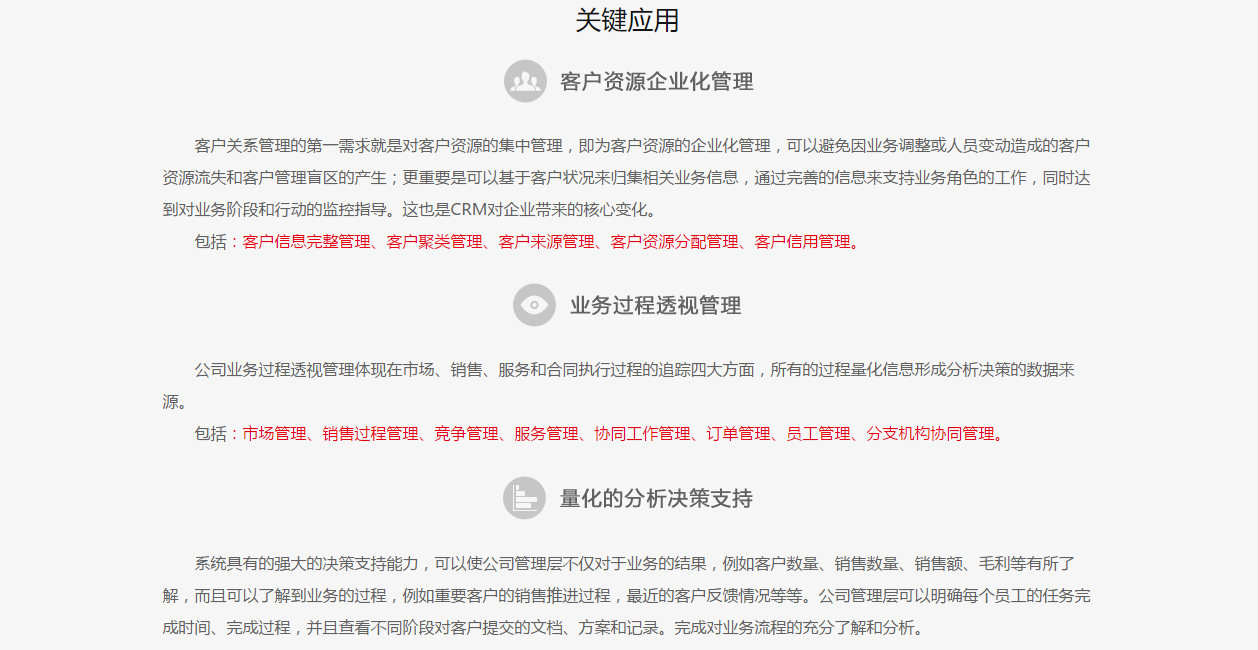 关键应用
客户资源企业化管理
客户关系管理的第一需求就是对客户资源的集中管理，即为客户资源的企业化管理，可以避免因业务调整或人员变动造成的客户
资源流失和客户管理盲区的产生；更重要是可以基于客户状况来归集相关业务信息，通过完善的信息来支持业务角色的工作，同时达
到对业务阶段和行动的监控指导。这也是CRM对企业带来的核心变化。
包括：客户信息完整管理、客户聚类管理、客户来源管理、客户资源分配管理、客户信用管理。
业务过程透视管理
公司业务过程透视管理体现在市场、销售、服务和合同执行过程的追踪四大方面，所有的过程量化信息形成分析决策的数据来
源。
包括：市场管理、销售过程管理、竞争管理、服务管理、协同工作管理、订单管理、员工管理、分支机构协同管理。
量化的分析决策支持
系统具有的强大的决策支持能力，可以使公司管理层不仅对于业务的结果，例如客户数量、销售数量、销售额、毛利等有所了
解，而且可以了解到业务的过程，例如重要客户的销售推进过程，最近的客户反馈情况等等。公司管理层可以明确每个员工的任务完
成时间、完成过程，并且查看不同阶段对客户提交的文档、方案和记录。完成对业务流程的充分了解和分析。